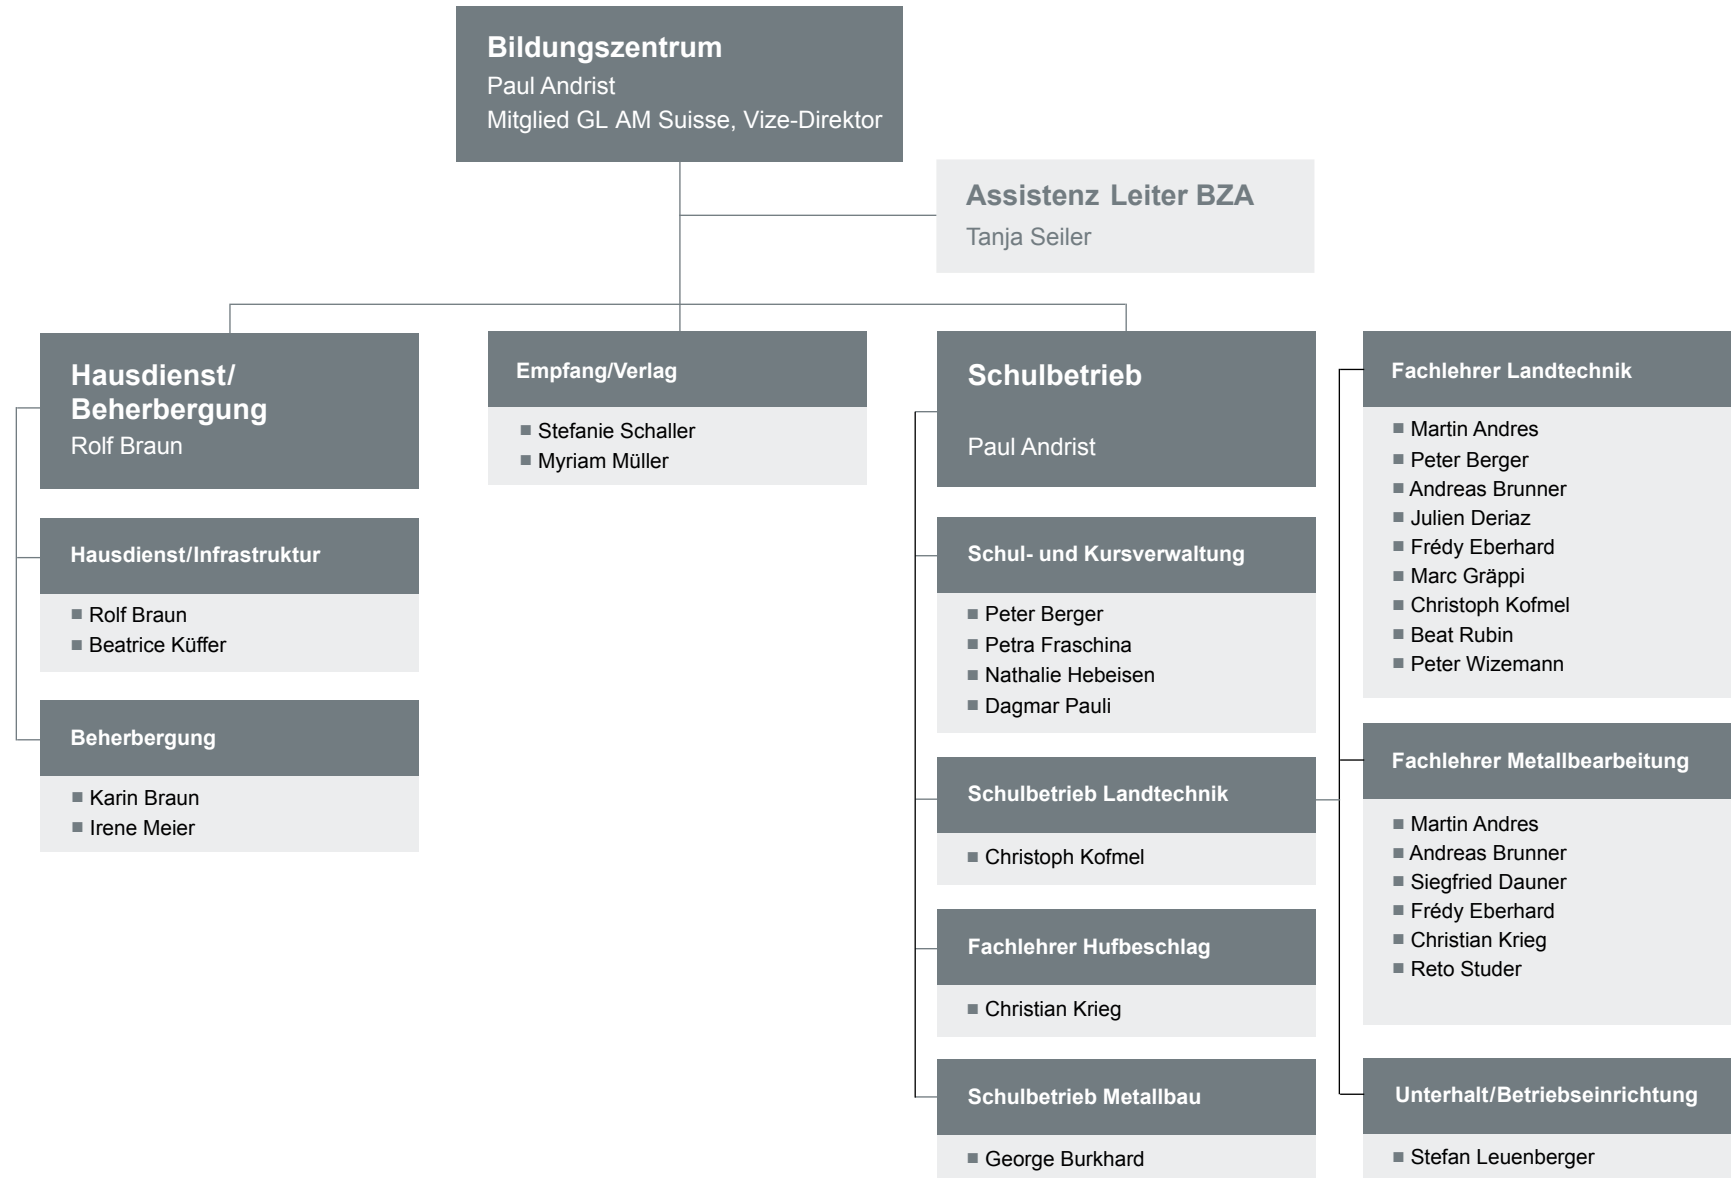 Bildungszentrum
Paul Andrist
Mitglied GL AM Suisse, Vize-Direktor
Assistenz Leiter BZA
Tanja Seiler
Hausdienst/
Beherbergung
Rolf Braun
Hausdienst/Infrastruktur
Rolf Braun
Beatrice Küffer
Beherbergung
Karin Braun
Irene Meier
Empfang/Verlag
Stefanie Schaller
Myriam Müller
Schulbetrieb
Paul Andrist
Schul- und Kursverwaltung
Peter Berger
Petra Fraschina
Nathalie Hebeisen
Dagmar Pauli
Schulbetrieb Landtechnik
Christoph Kofmel
Fachlehrer Hufbeschlag
Christian Krieg
Schulbetrieb Metallbau
George Burkhard
Fachlehrer Landtechnik
Martin Andres
Peter Berger
Andreas Brunner
Julien Deriaz
Frédy Eberhard
Marc Gräppi
Christoph Kofmel
Beat Rubin
Peter Wizemann
Fachlehrer Metallbearbeitung
Martin Andres
Andreas Brunner
Siegfried Dauner
Frédy Eberhard
Christian Krieg
Reto Studer
Unterhalt/Betriebseinrichtung
Stefan Leuenberger